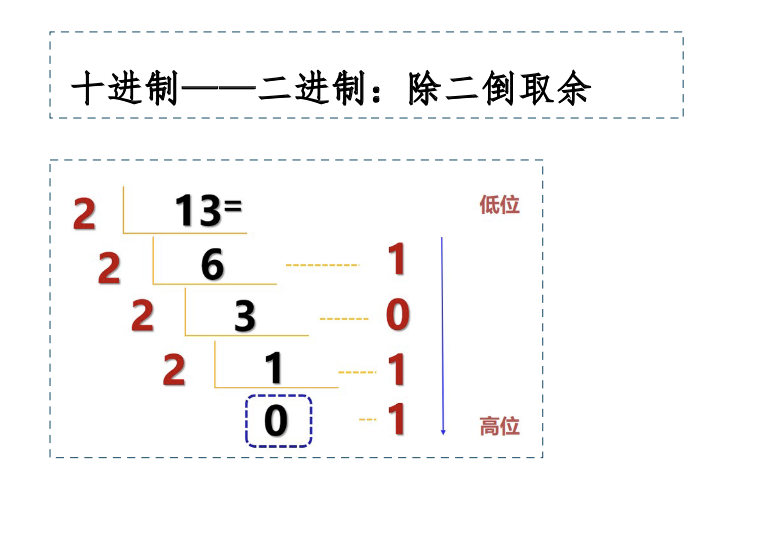 十进制——二进制：除二倒取余
2 13= 低位
2 6 1
2 3 0
2 1 1
0 1 高位